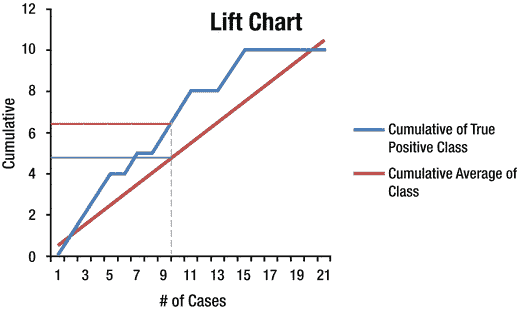 Lift Chart
12
10
8
6
4
2
0
Cumulative
1 3 5 7 9 11 13 15 17 19 21
# of Cases
Cumulative of True
Positive Class
Cumulative Average of
Class